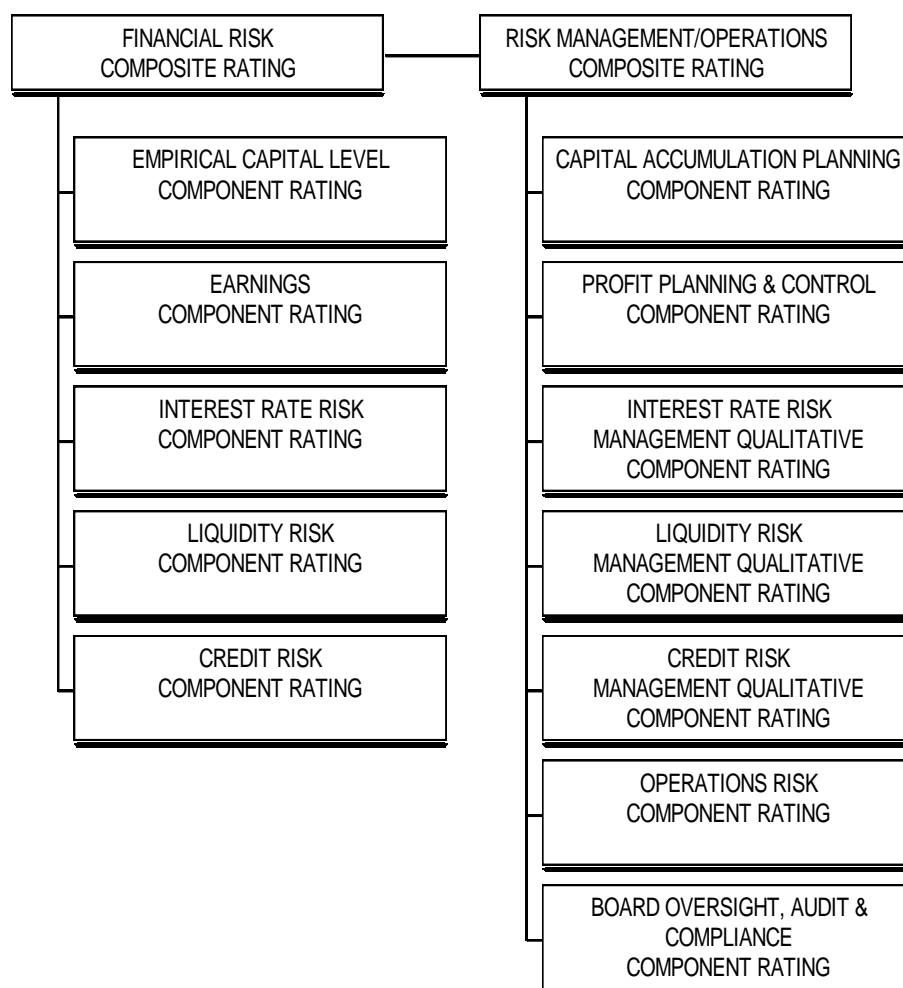 FINANCIAL RISK
COMPOSITE RATING
EMPIRICAL CAPITAL LEVEL
COMPONENT RATING
EARNINGS
COMPONENT RATING
INTEREST RATE RISK
COMPONENT RATING
LIQUIDITY RISK
COMPONENT RATING
CREDIT RISK
COMPONENT RATING
RISK MANAGEMENT/OPERATIONS
COMPOSITE RATING
CAPITAL ACCUMULATION PLANNING
COMPONENT RATING
PROFIT PLANNING & CONTROL
COMPONENT RATING
INTEREST RATE RISK
MANAGEMENT QUALITATIVE
COMPONENT RATING
LIQUIDITY RISK
MANAGEMENT QUALITATIVE
COMPONENT RATING
CREDIT RISK
MANAGEMENT QUALITATIVE
COMPONENT RATING
OPERATIONS RISK
COMPONENT RATING
BOARD OVERSIGHT, AUDIT &
COMPLIANCE
COMPONENT RATING